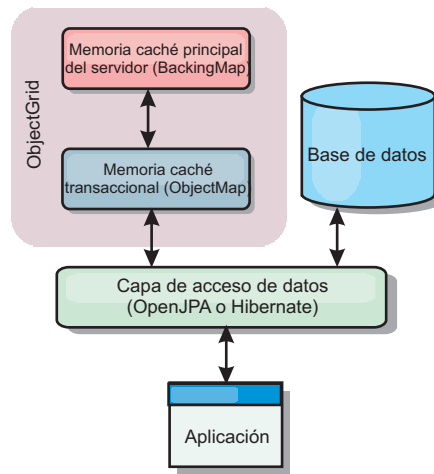 ObjectGrid
Memoria caché principal
del servidor (BackingMap)
Memoria caché
transaccional (ObjectMap)
Base de datos
Capa de acceso de datos
(OpenJPA o Hibernate)
Aplicación